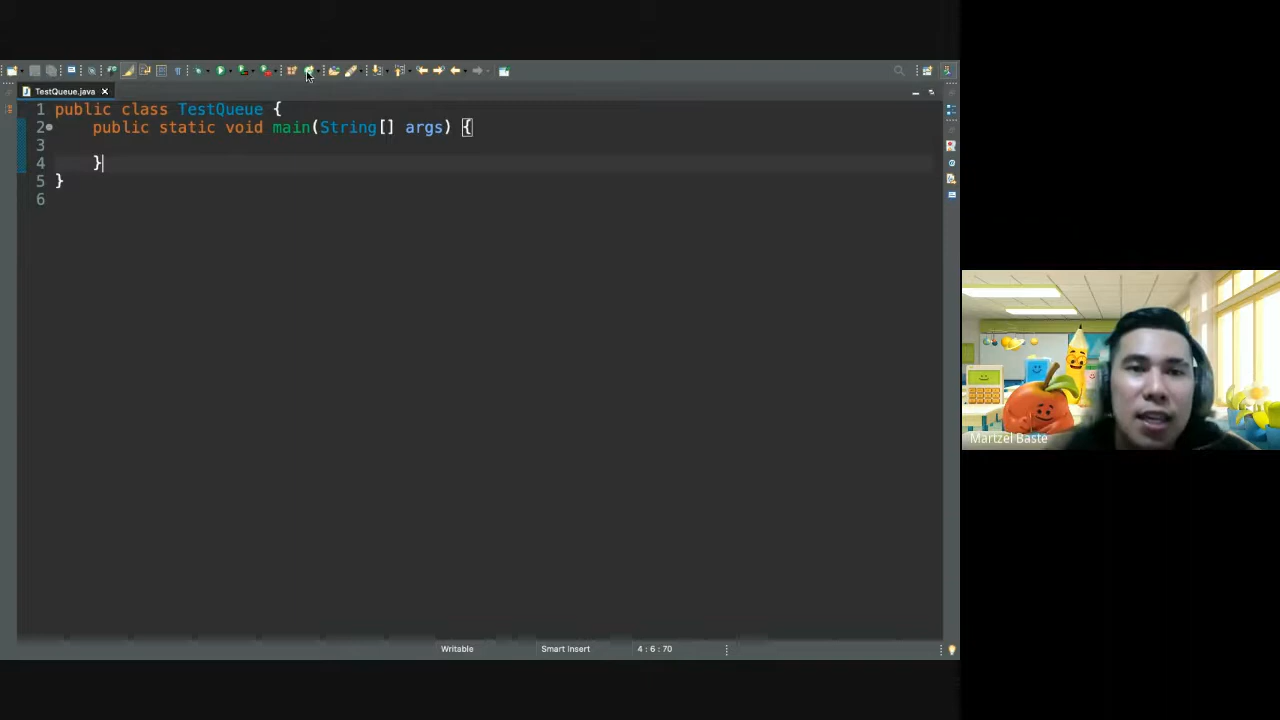 TestQueue.java
1 public class TestQueue {
2     public static void main(String[] args) {
3
4     }
5 }
6
Martzel Baste
Writable
Smart Insert
4 : 6 : 70